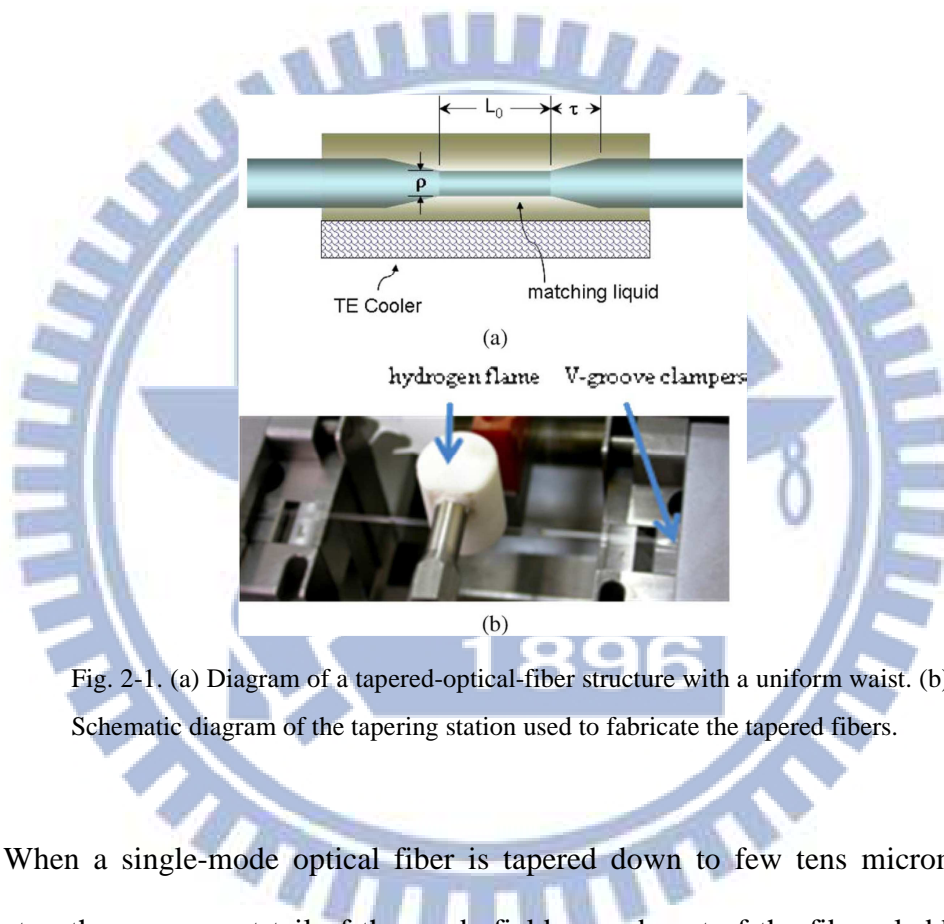 L₀ τ
ρ
TE Cooler
matching liquid
(a)
hydrogen flame V-groove clampers
(b)
1896
Fig. 2-1. (a) Diagram of a tapered-optical-fiber structure with a uniform waist. (b)
Schematic diagram of the tapering station used to fabricate the tapered fibers.
When a single-mode optical fiber is tapered down to few tens micron